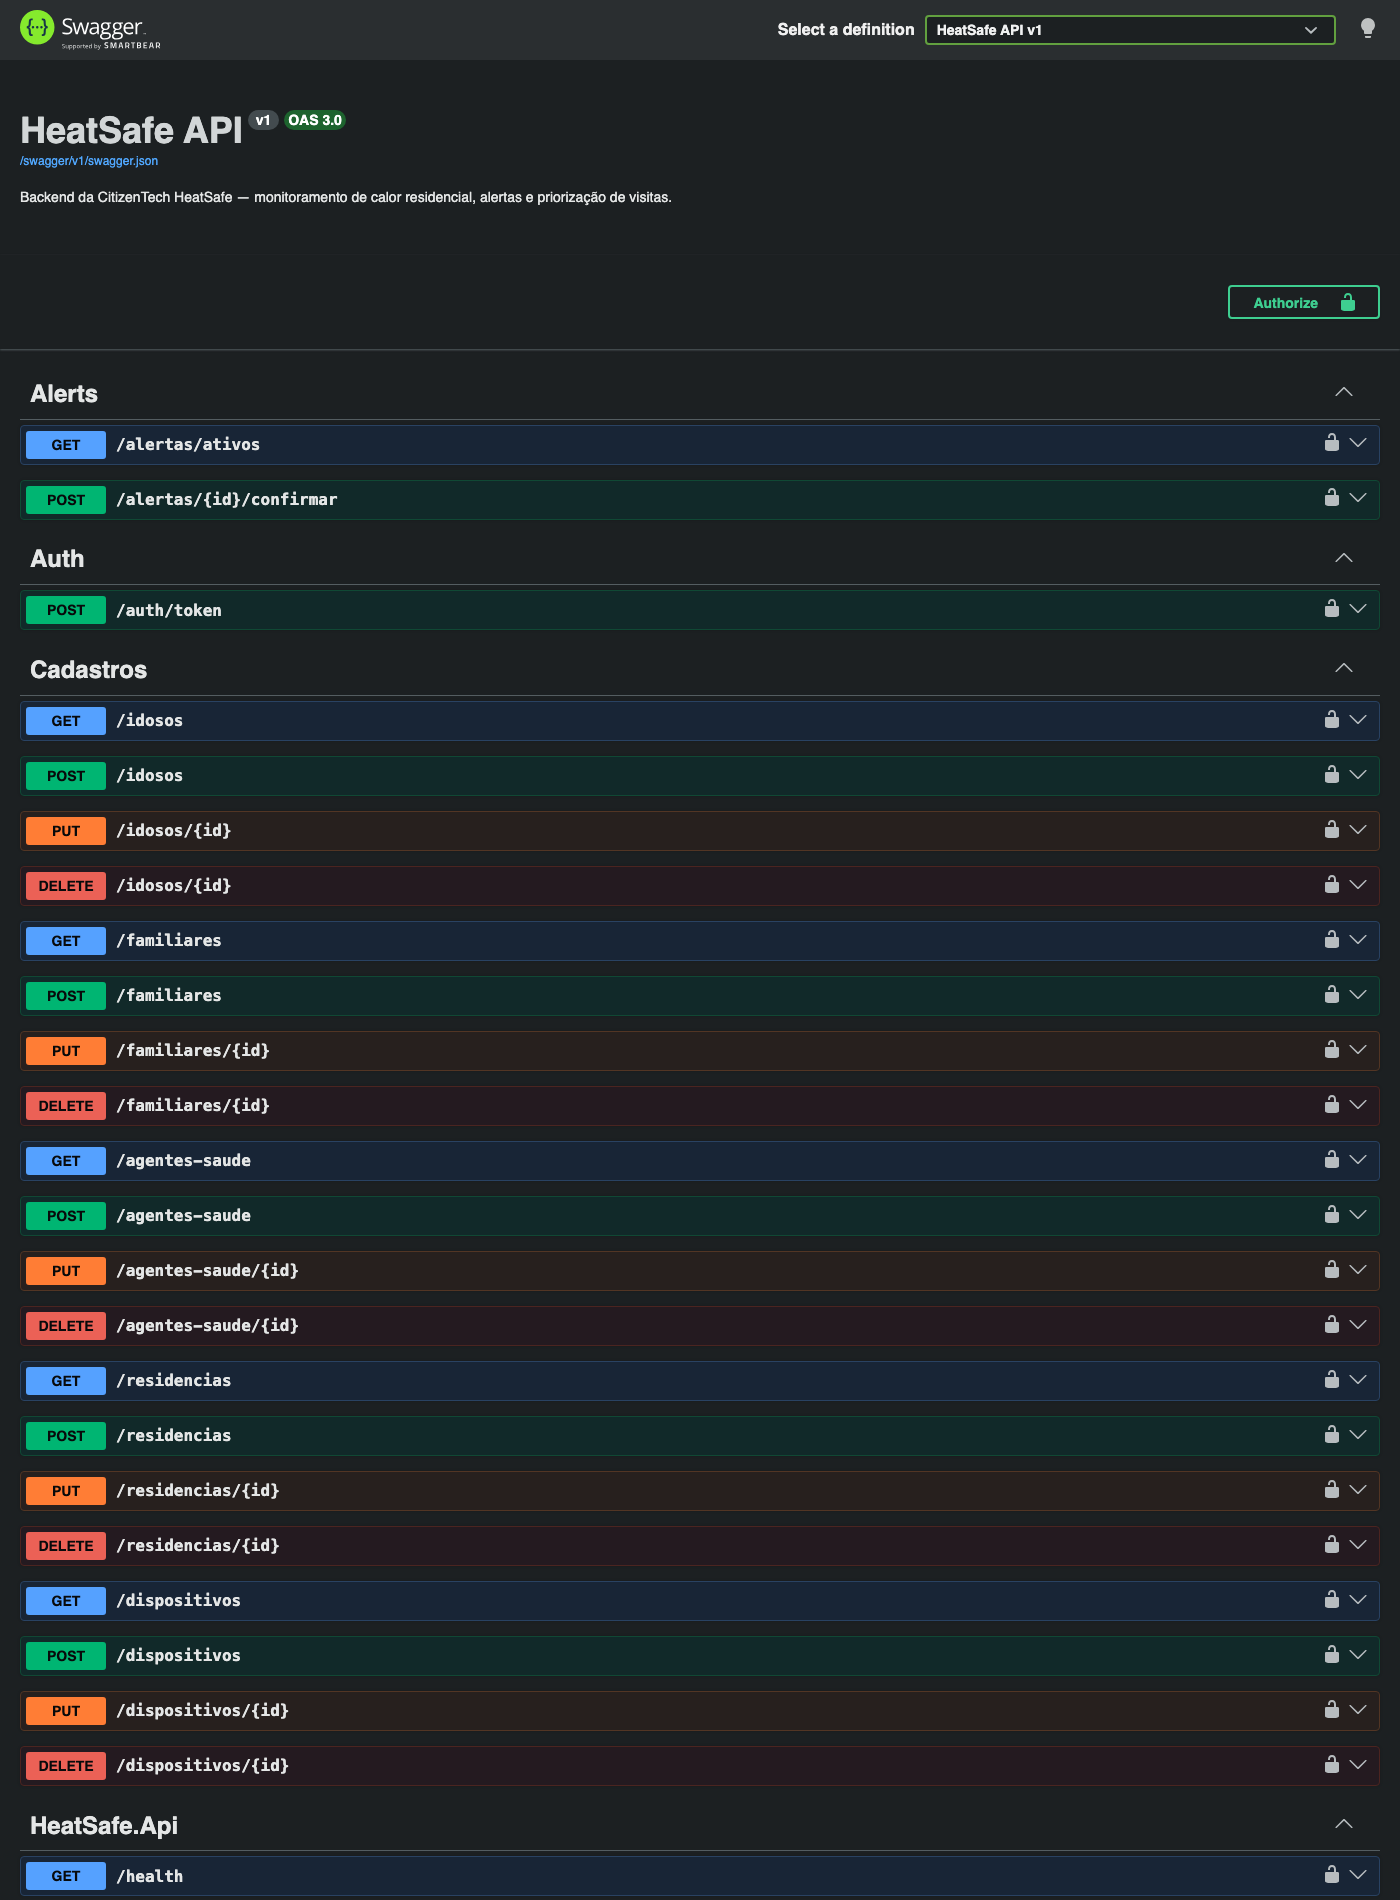 Swagger
Supported by SMARTBEAR
Select a definition
HeatSafe API v1
HeatSafe API v1 OAS 3.0
/swagger/v1/swagger.json
Backend da CitizenTech HeatSafe — monitoramento de calor residencial, alertas e priorização de visitas.
Authorize
Alerts
GET /alertas/ativos
POST /alertas/{id}/confirmar
Auth
POST /auth/token
Cadastros
GET /idosos
POST /idosos
PUT /idosos/{id}
DELETE /idosos/{id}
GET /familiares
POST /familiares
PUT /familiares/{id}
DELETE /familiares/{id}
GET /agentes-saude
POST /agentes-saude
PUT /agentes-saude/{id}
DELETE /agentes-saude/{id}
GET /residencias
POST /residencias
PUT /residencias/{id}
DELETE /residencias/{id}
GET /dispositivos
POST /dispositivos
PUT /dispositivos/{id}
DELETE /dispositivos/{id}
HeatSafe.Api
GET /health